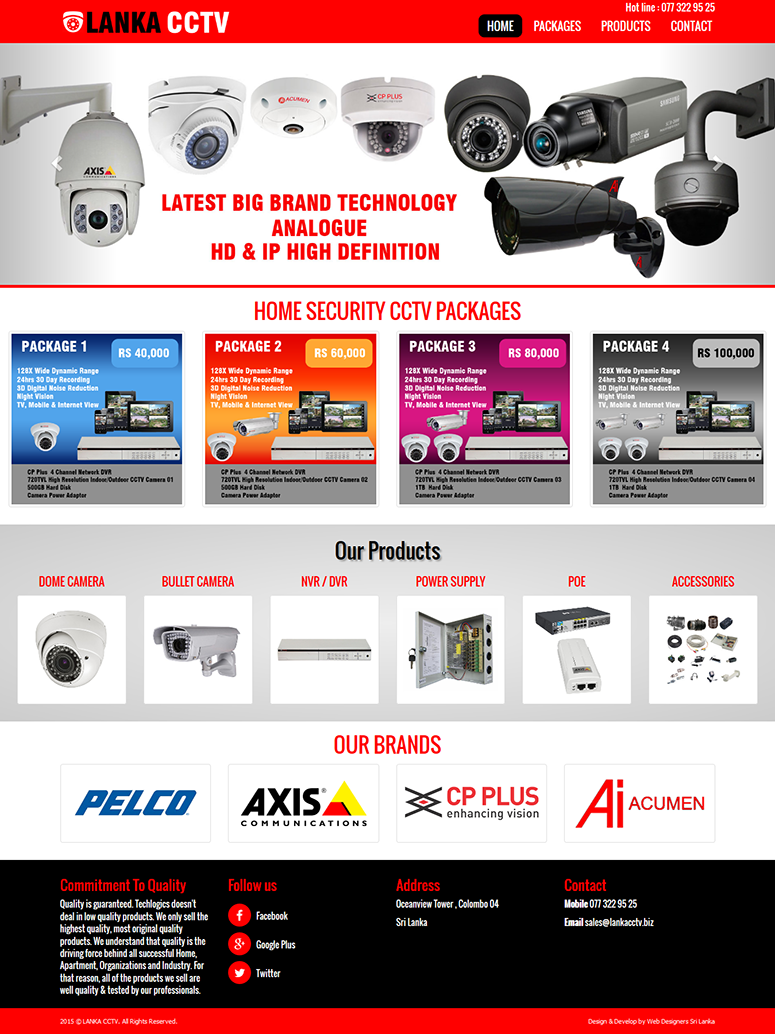 Hot line : 077 322 95 25
LANKA CCTV
HOME PACKAGES PRODUCTS CONTACT
AXIS
COMMUNICATIONS
ACUMEN
CP PLUS
SAMSUNG
LATEST BIG BRAND TECHNOLOGY
ANALOGUE
HD & IP HIGH DEFINITION
HOME SECURITY CCTV PACKAGES
PACKAGE 1
RS 40,000
128X Wide Dynamic Range
24hrs 30 Day Recording
3D Digital Noise Reduction
Night Vision
TV, Mobile & Internet View
CP Plus 4 Channel Network DVR
720TVL High Resolution Indoor/Outdoor CCTV Camera 01
500GB Hard Disk
Camera Power Adaptor
PACKAGE 2
RS 60,000
128X Wide Dynamic Range
24hrs 30 Day Recording
3D Digital Noise Reduction
Night Vision
TV, Mobile & Internet View
CP Plus 4 Channel Network DVR
720TVL High Resolution Indoor/Outdoor CCTV Camera 02
500GB Hard Disk
Camera Power Adaptor
PACKAGE 3
RS 80,000
128X Wide Dynamic Range
24hrs 30 Day Recording
3D Digital Noise Reduction
Night Vision
TV, Mobile & Internet View
CP Plus 4 Channel Network DVR
720TVL High Resolution Indoor/Outdoor CCTV Camera 03
1TB Hard Disk
Camera Power Adaptor
PACKAGE 4
RS 100,000
128X Wide Dynamic Range
24hrs 30 Day Recording
3D Digital Noise Reduction
Night Vision
TV, Mobile & Internet View
CP Plus 4 Channel Network DVR
720TVL High Resolution Indoor/Outdoor CCTV Camera 04
1TB Hard Disk
Camera Power Adaptor
Our Products
DOME CAMERA
BULLET CAMERA
NVR / DVR
POWER SUPPLY
POE
ACCESSORIES
OUR BRANDS
PELCO
AXIS
COMMUNICATIONS
CP PLUS
enhancing vision
Ai ACUMEN
Commitment To Quality
Quality is guaranteed. Techlogics doesn't
deal in low quality products. We only sell the
highest quality, most original quality
products. We understand that quality is the
driving force behind all successful Home,
Apartment, Organizations and Industry. For
that reason, all of the products we sell are
well quality & tested by our professionals.
Follow us
Facebook
Google Plus
Twitter
Address
Oceanview Tower , Colombo 04
Sri Lanka
Contact
Mobile 077 322 95 25
Email sales@lankacctv.biz
2015 © LANKA CCTV. All Rights Reserved.
Design & Develop by Web Designers Sri Lanka